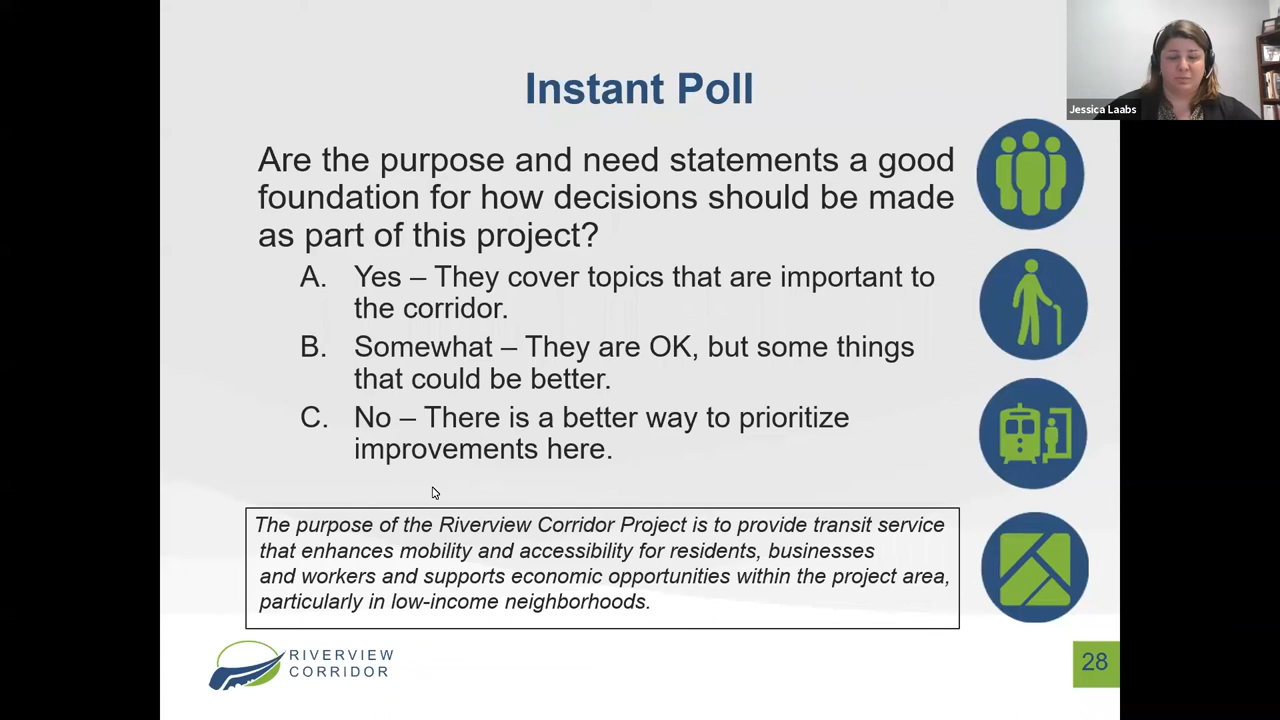 Instant Poll
Jessica Laabs
Are the purpose and need statements a good
foundation for how decisions should be made
as part of this project?
A. Yes – They cover topics that are important to
the corridor.
B. Somewhat – They are OK, but some things
that could be better.
C. No – There is a better way to prioritize
improvements here.
The purpose of the Riverview Corridor Project is to provide transit service
that enhances mobility and accessibility for residents, businesses
and workers and supports economic opportunities within the project area,
particularly in low-income neighborhoods.
RIVERVIEW
CORRIDOR
28